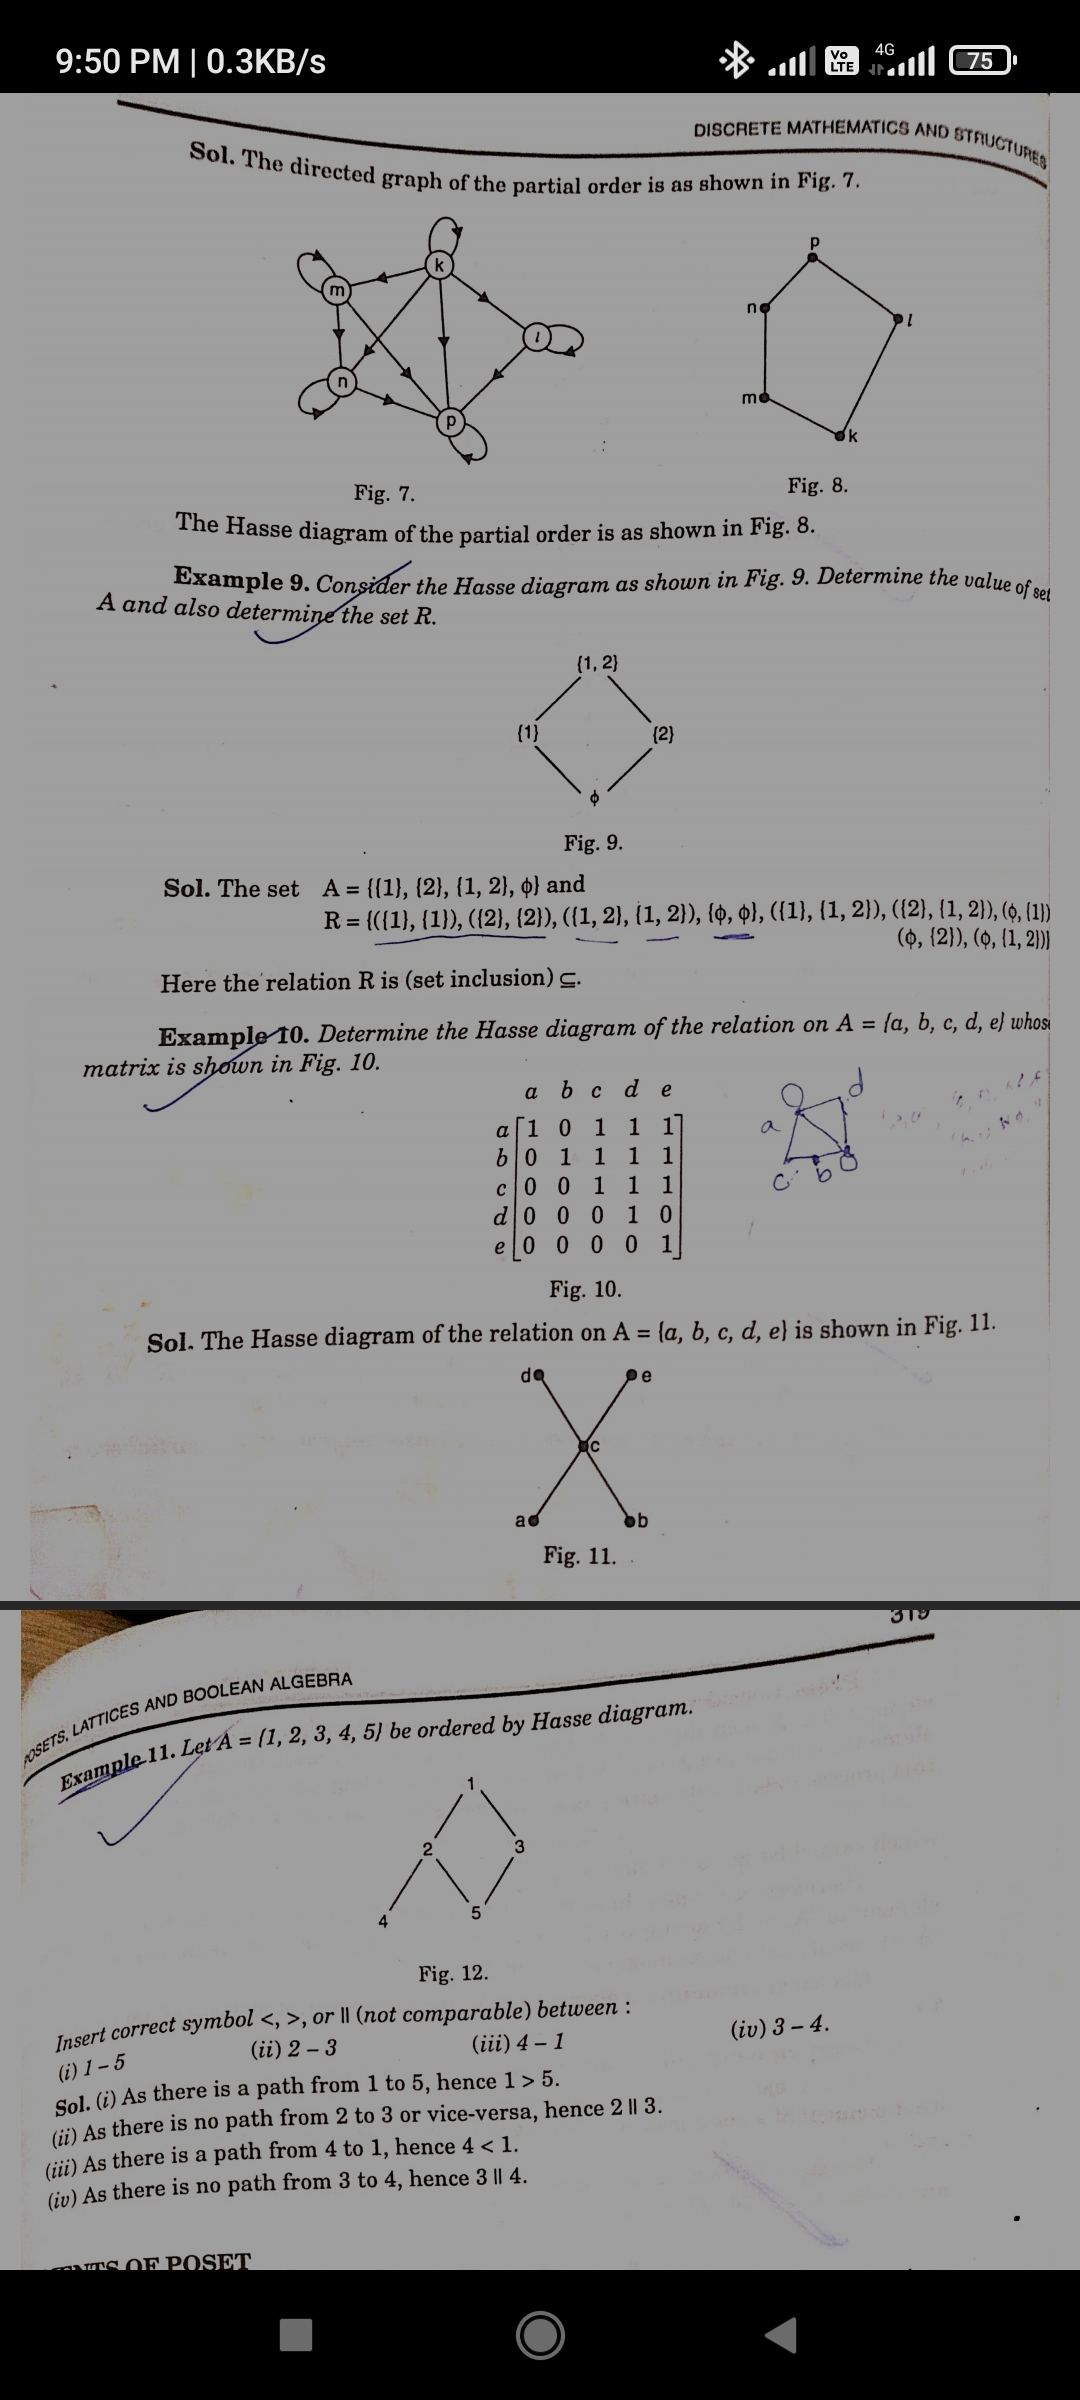 9:50 PM | 0.3KB/s
Vo LTE 4G 75
DISCRETE MATHEMATICS AND STRUCTURES
Sol. The directed graph of the partial order is as shown in Fig. 7.
k
m
l
n
p
Fig. 7.
p
n
l
m
k
Fig. 8.
The Hasse diagram of the partial order is as shown in Fig. 8.
Example 9. Consider the Hasse diagram as shown in Fig. 9. Determine the value of set
A and also determine the set R.
{1, 2}
{1} {2}
ϕ
Fig. 9.
Sol. The set A = {{1}, {2}, {1, 2}, ϕ} and
R = {({1}, {1}), ({2}, {2}), ({1, 2}, {1, 2}), {ϕ, ϕ}, ({1}, {1, 2}), ({2}, {1, 2}), (ϕ, {1})
(ϕ, {2}), (ϕ, {1, 2})}
Here the relation R is (set inclusion) ⊆.
Example 10. Determine the Hasse diagram of the relation on A = {a, b, c, d, e} whose
matrix is shown in Fig. 10.
a b c d e
a 1 0 1 1 1
b 0 1 1 1 1
c 0 0 1 1 1
d 0 0 0 1 0
e 0 0 0 0 1
d
a
c b
Fig. 10.
Sol. The Hasse diagram of the relation on A = {a, b, c, d, e} is shown in Fig. 11.
d e
c
a b
Fig. 11.
319
POSETS, LATTICES AND BOOLEAN ALGEBRA
Example 11. Let A = {1, 2, 3, 4, 5} be ordered by Hasse diagram.
1
2 3
4 5
Fig. 12.
Insert correct symbol <, >, or || (not comparable) between :
(i) 1 – 5 (ii) 2 – 3 (iii) 4 – 1 (iv) 3 – 4.
Sol. (i) As there is a path from 1 to 5, hence 1 > 5.
(ii) As there is no path from 2 to 3 or vice-versa, hence 2 || 3.
(iii) As there is a path from 4 to 1, hence 4 < 1.
(iv) As there is no path from 3 to 4, hence 3 || 4.
OF POSET